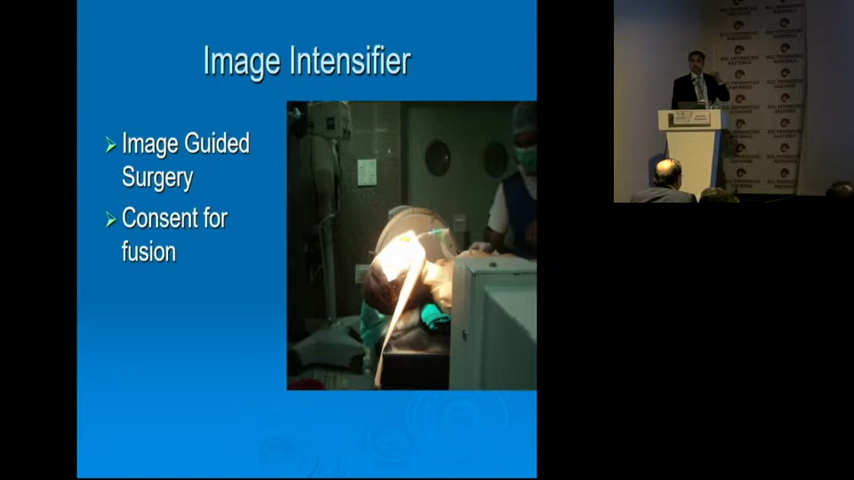 Image Intensifier
Image Guided
Surgery
Consent for
fusion